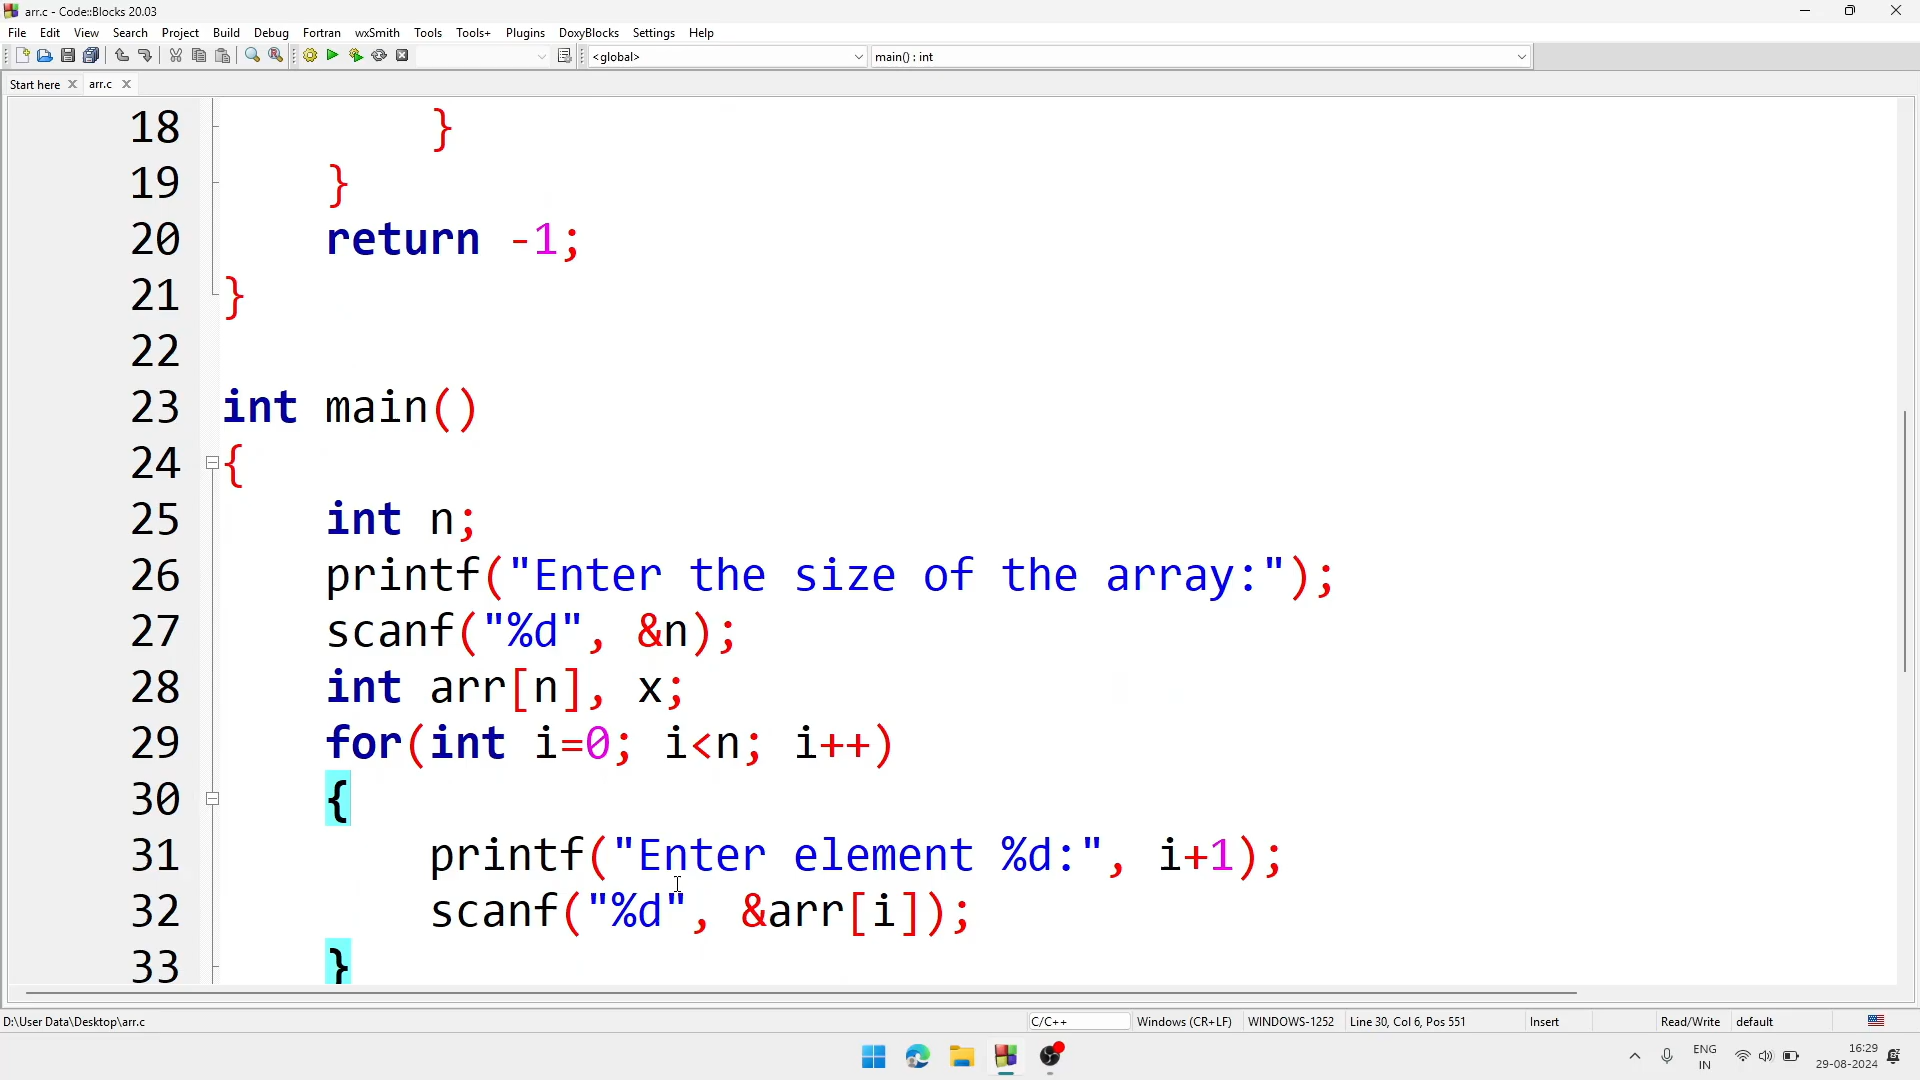 arr.c - Code::Blocks 20.03
File Edit View Search Project Build Debug Fortran wxSmith Tools Tools+ Plugins DoxyBlocks Settings Help
<global> main() : int
Start here arr.c
18 }
19 }
20 return -1;
21 }
22
23 int main()
24 {
25 int n;
26 printf("Enter the size of the array:");
27 scanf("%d", &n);
28 int arr[n], x;
29 for(int i=0; i<n; i++)
30 {
31 printf("Enter element %d:", i+1);
32 scanf("%d", &arr[i]);
33 }
D:\User Data\Desktop\arr.c C/C++ Windows (CR+LF) WINDOWS-1252 Line 30, Col 6, Pos 551 Insert Read/Write default
ENG 16:29
IN 29-08-2024